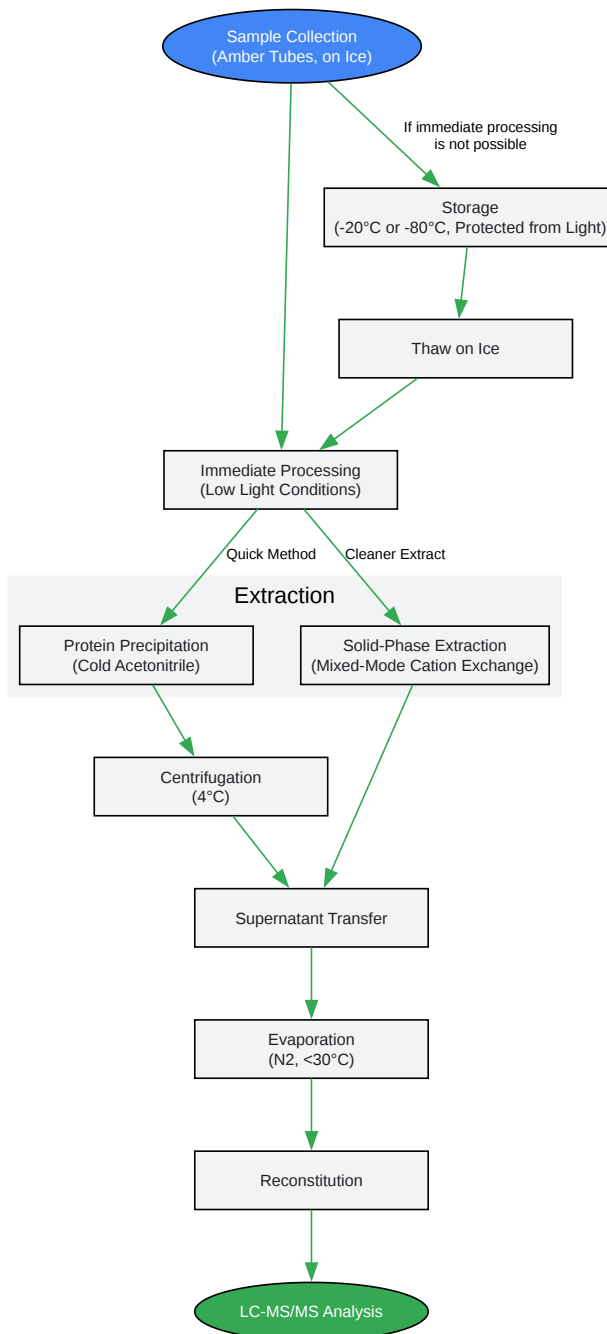 Sample Collection
(Amber Tubes, on Ice)
If immediate processing
is not possible
Storage
(-20°C or -80°C, Protected from Light)
Thaw on Ice
Immediate Processing
(Low Light Conditions)
Quick Method
Cleaner Extract
Extraction
Protein Precipitation
(Cold Acetonitrile)
Solid-Phase Extraction
(Mixed-Mode Cation Exchange)
Centrifugation
(4°C)
Supernatant Transfer
Evaporation
(N2, <30°C)
Reconstitution
LC-MS/MS Analysis